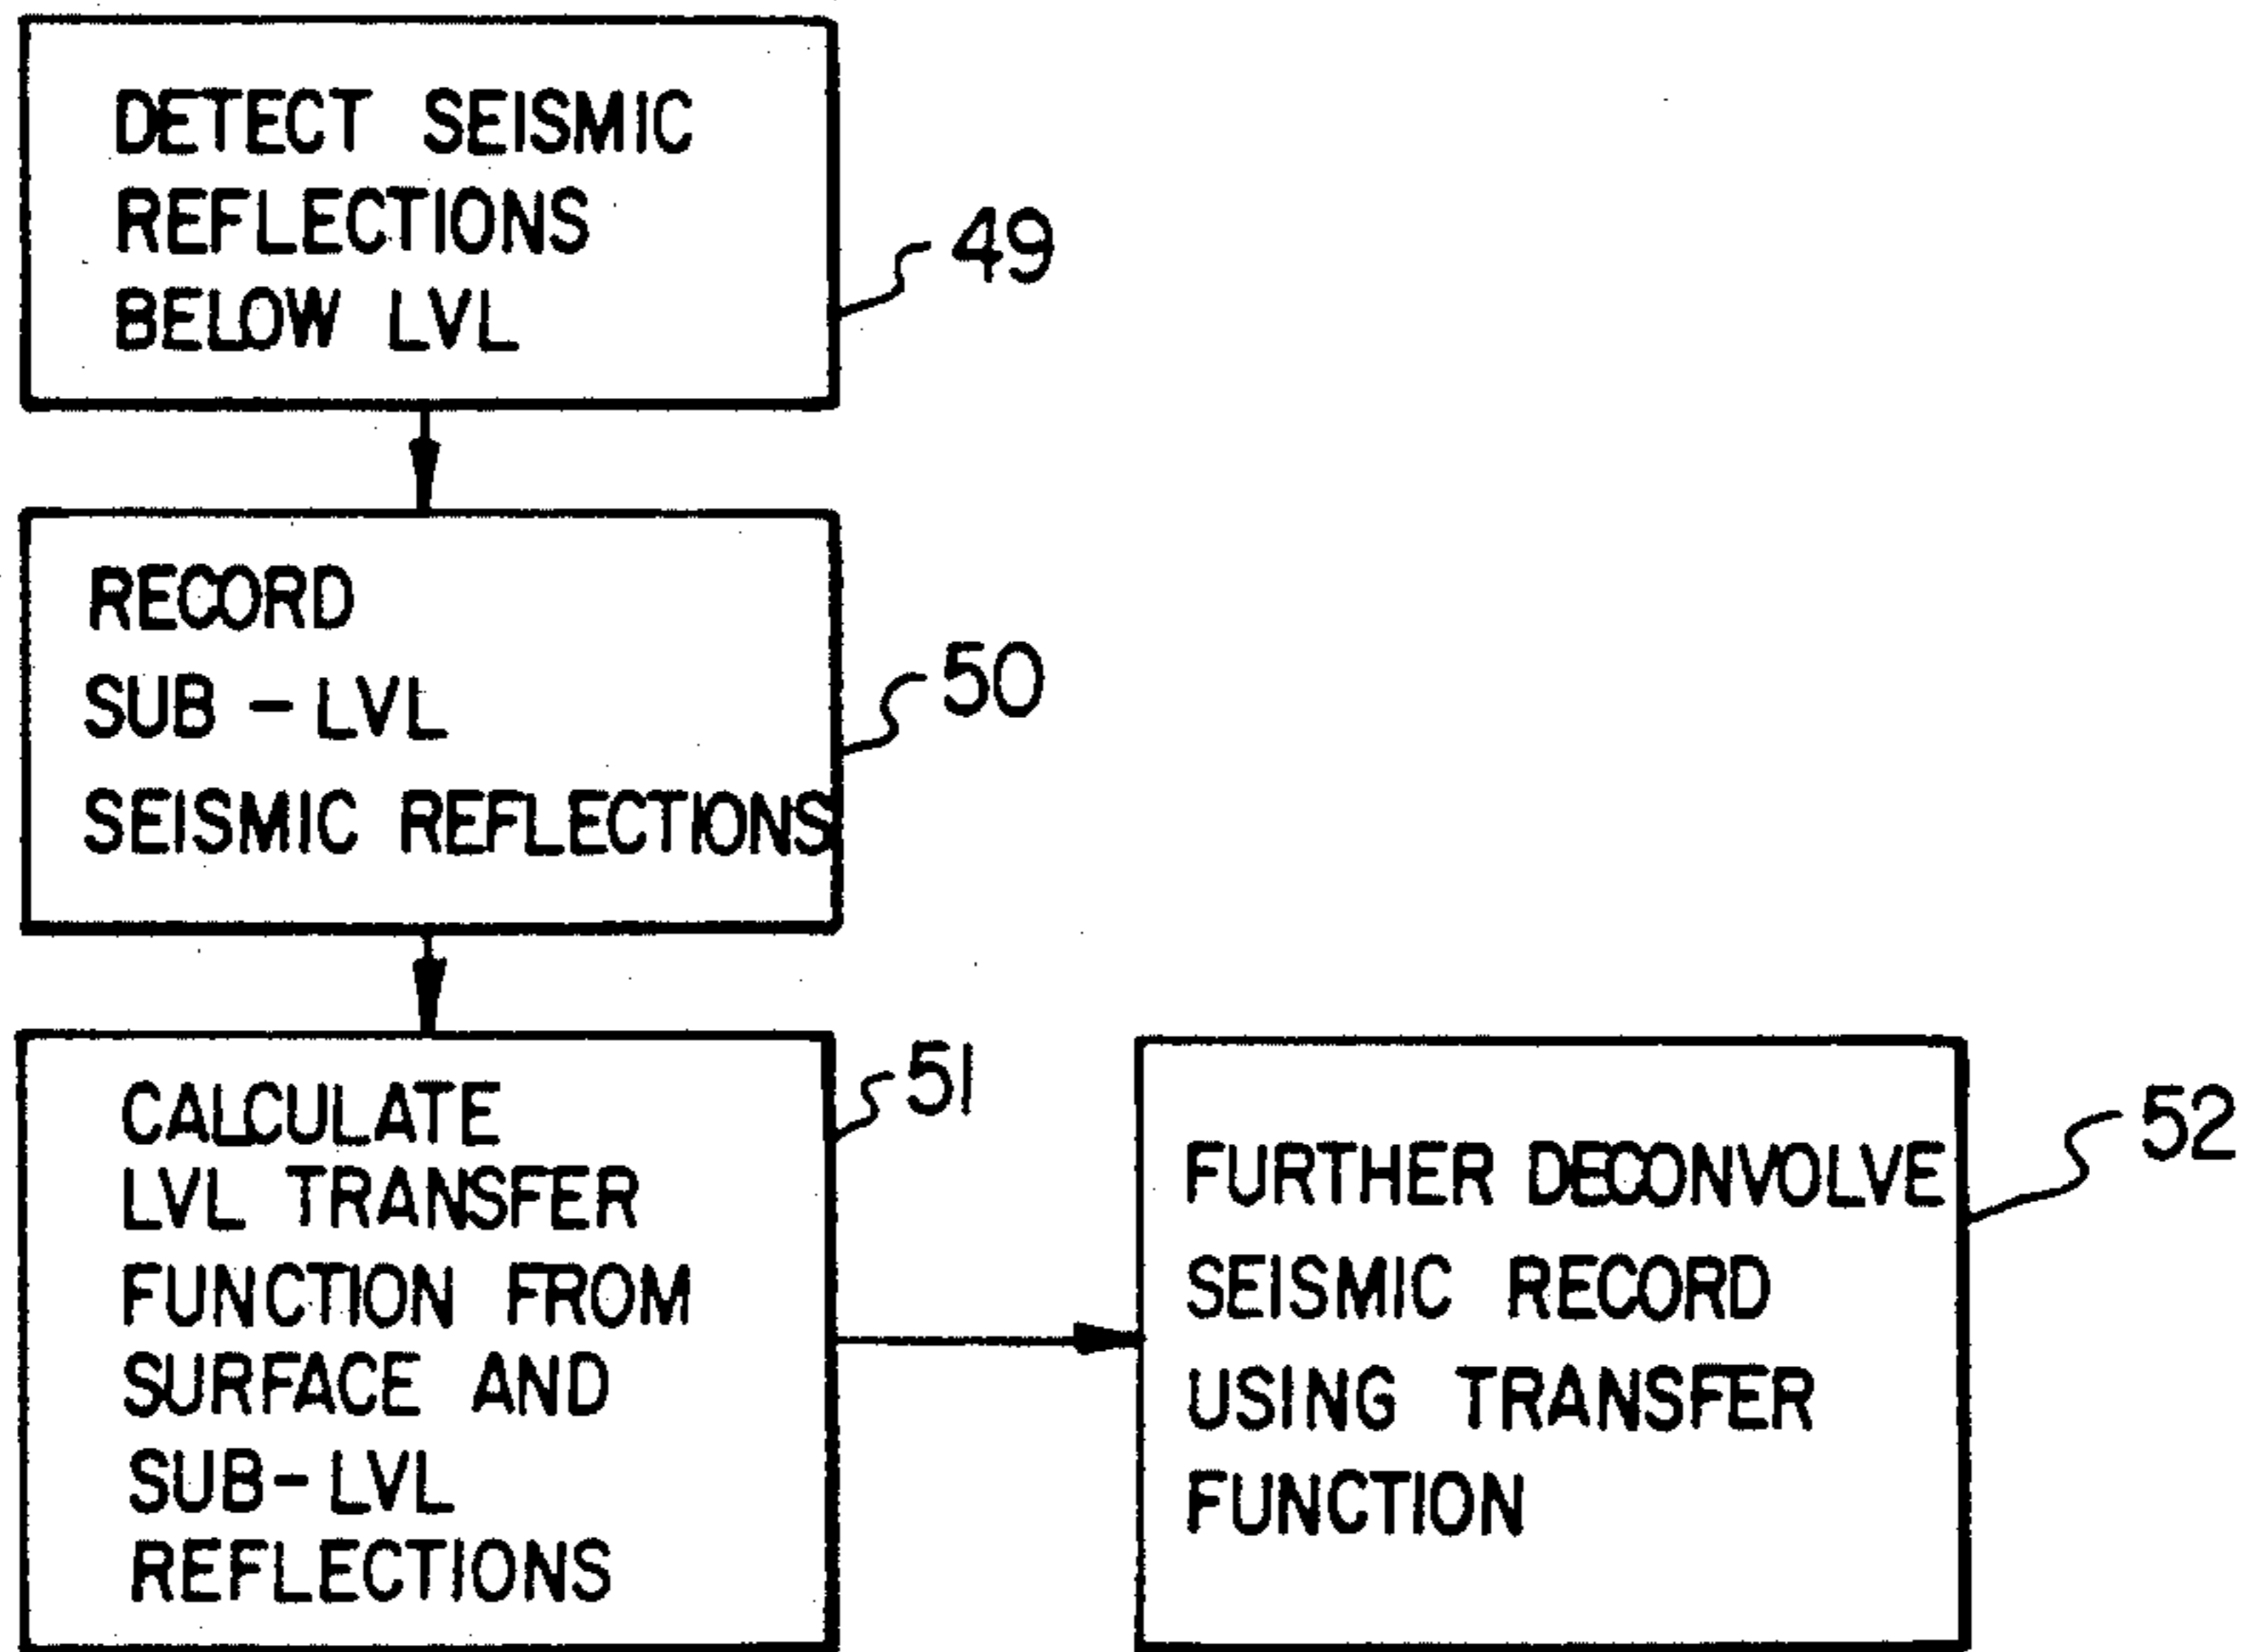 DETECT SEISMIC
REFLECTIONS
BELOW LVL
49
RECORD
SUB - LVL
SEISMIC REFLECTIONS
50
CALCULATE
LVL TRANSFER
FUNCTION FROM
SURFACE AND
SUB-LVL
REFLECTIONS
51
FURTHER DECONVOLVE
SEISMIC RECORD
USING TRANSFER
FUNCTION
52